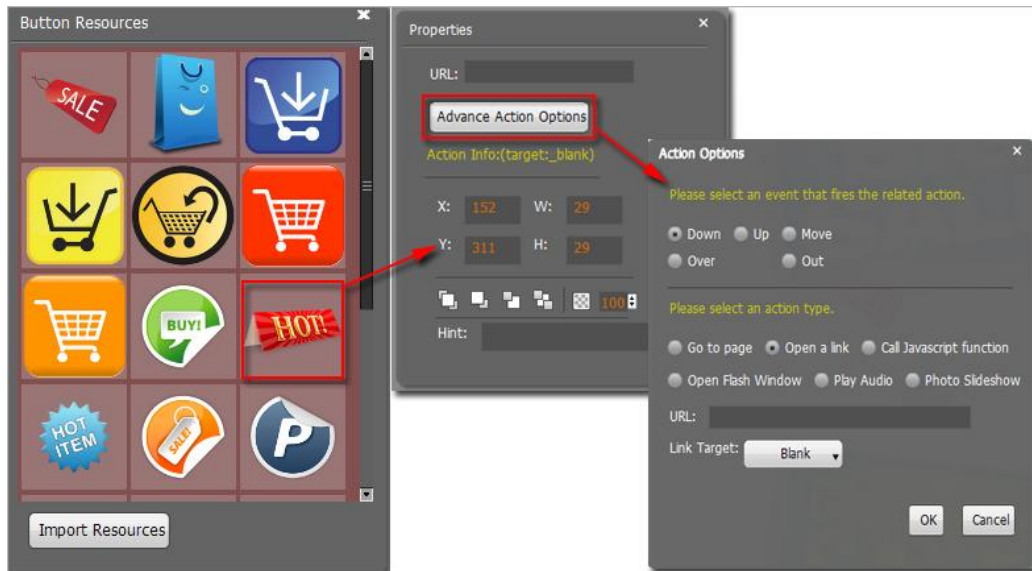 Button Resources
SALE
BUY!
HOT!
HOT
ITEM
SALE!
P
Import Resources
Properties
URL:
Advance Action Options
Action Info:(target:_blank)
X: 152 W: 29
Y: 311 H: 29
100
Hint:
Action Options
Please select an event that fires the related action.
Down Up Move
Over Out
Please select an action type.
Go to page Open a link Call Javascript function
Open Flash Window Play Audio Photo Slideshow
URL:
Link Target: Blank
OK Cancel